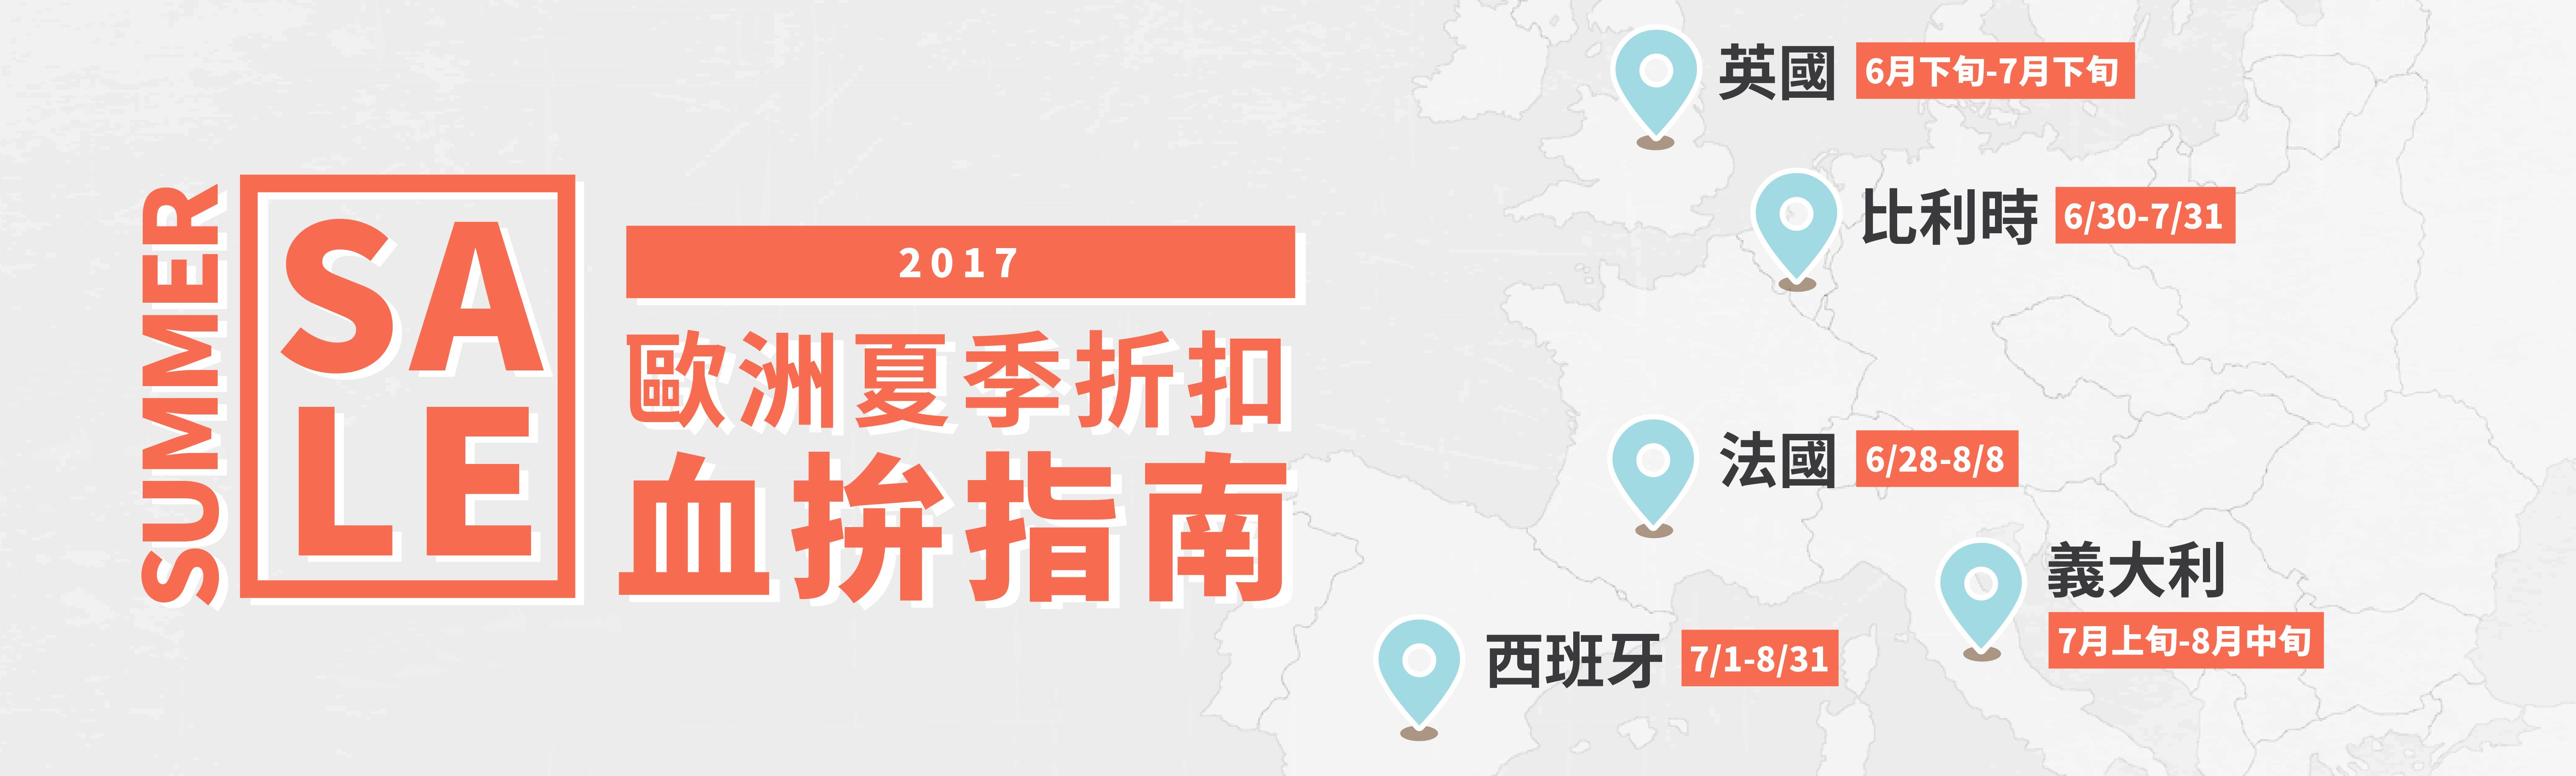 SUMMER
SA
LE
2017
歐洲夏季折扣
血拚指南
英國 6月下旬-7月下旬
比利時 6/30-7/31
法國 6/28-8/8
義大利
7月上旬-8月中旬
西班牙 7/1-8/31